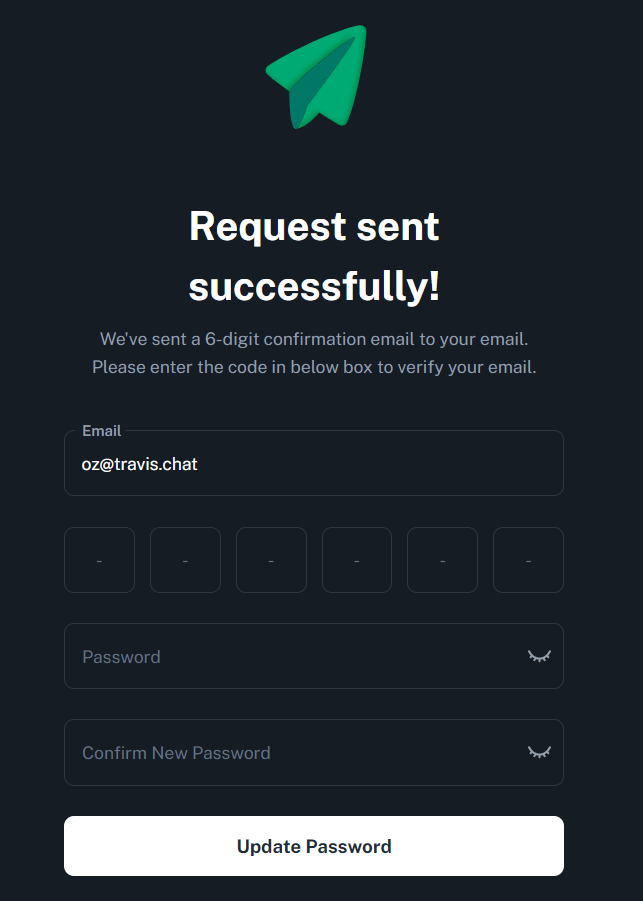 Request sent
successfully!
We've sent a 6-digit confirmation email to your email.
Please enter the code in below box to verify your email.
Email
oz@travis.chat
- - - - - -
Password
Confirm New Password
Update Password